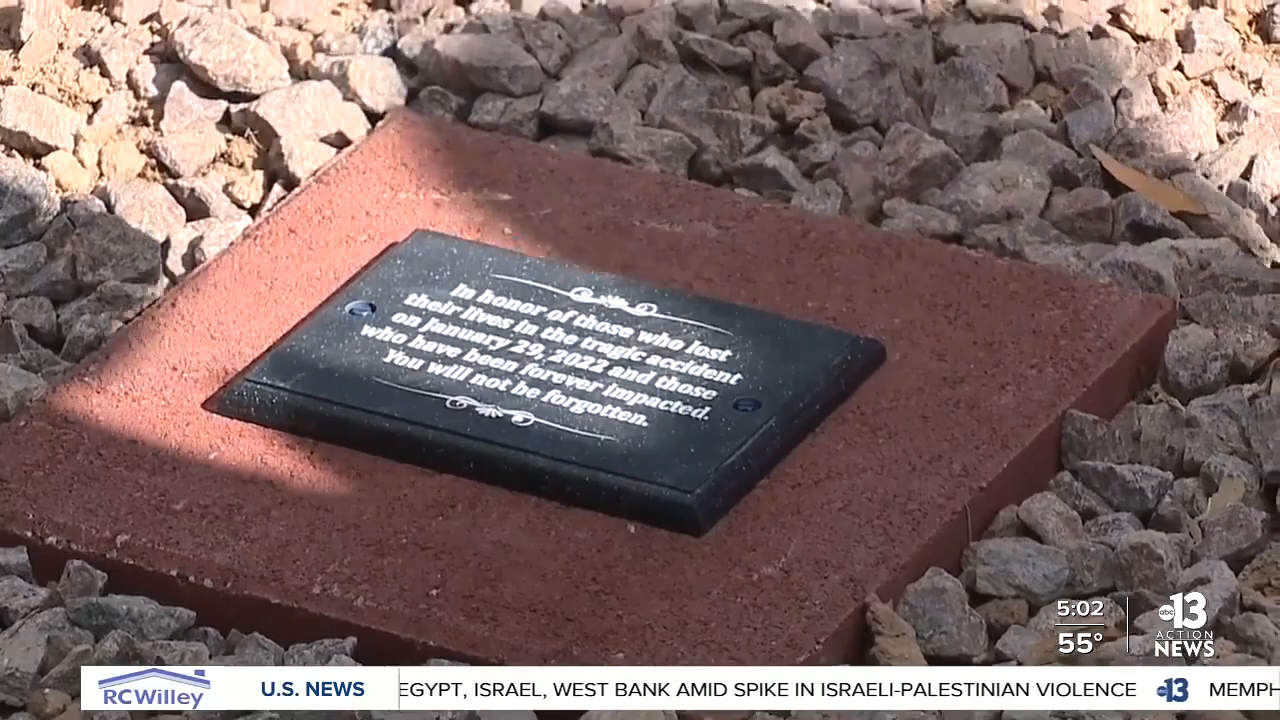 In honor of those who lost
their lives in the tragic accident
on January 29, 2022 and those
who have been forever impacted.
You will not be forgotten.
5:02
55°
abc 13
ACTION
NEWS
RCWilley
U.S. NEWS
EGYPT, ISRAEL, WEST BANK AMID SPIKE IN ISRAELI-PALESTINIAN VIOLENCE abc 13 MEMPH